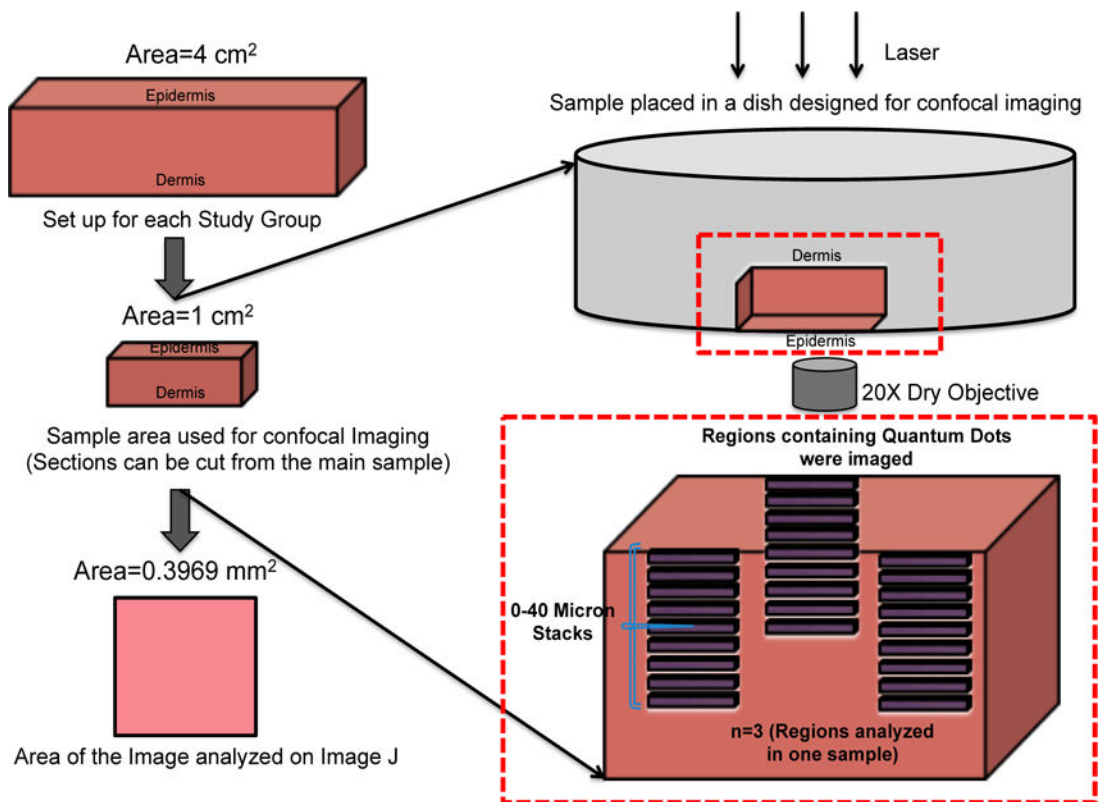 Area=4 cm²
Epidermis
Dermis
Set up for each Study Group
Area=1 cm²
Epidermis
Dermis
Sample area used for confocal Imaging
(Sections can be cut from the main sample)
Area=0.3969 mm²
Area of the Image analyzed on Image J
Laser
Sample placed in a dish designed for confocal imaging
Dermis
Epidermis
20X Dry Objective
Regions containing Quantum Dots
were imaged
0-40 Micron
Stacks
n=3 (Regions analyzed
in one sample)